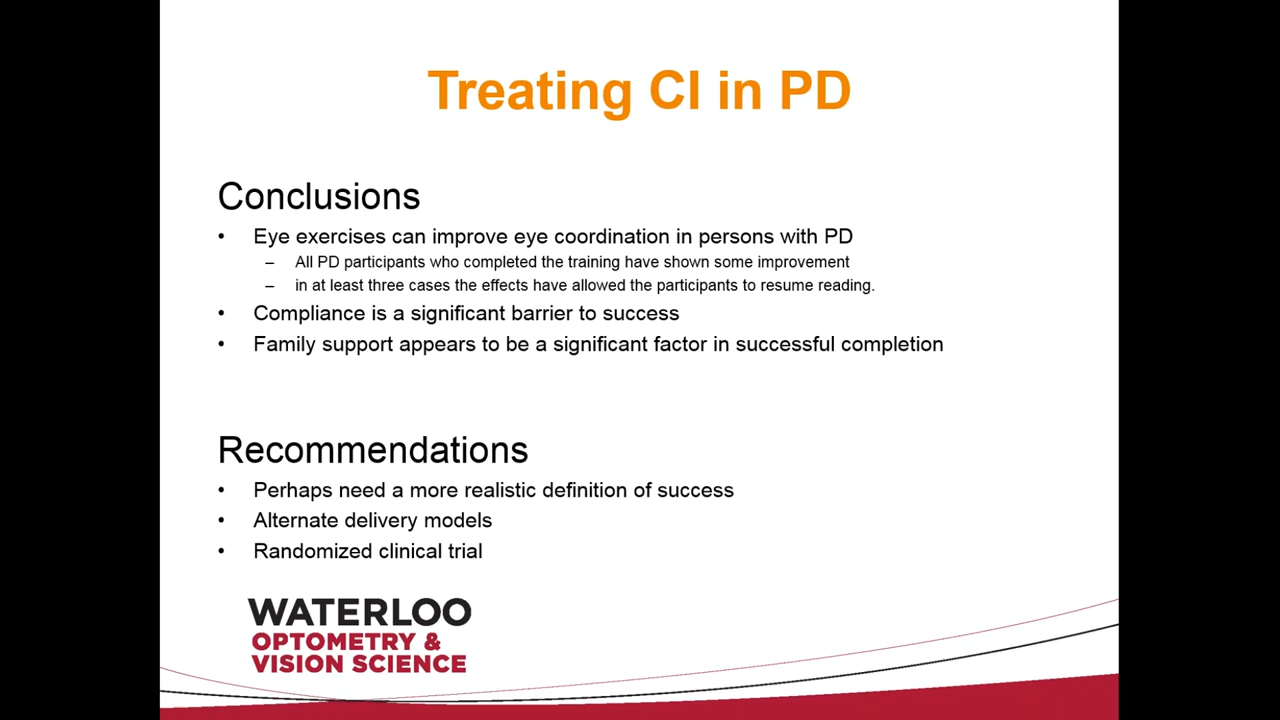 Treating CI in PD
Conclusions
• Eye exercises can improve eye coordination in persons with PD
– All PD participants who completed the training have shown some improvement
– in at least three cases the effects have allowed the participants to resume reading.
• Compliance is a significant barrier to success
• Family support appears to be a significant factor in successful completion
Recommendations
• Perhaps need a more realistic definition of success
• Alternate delivery models
• Randomized clinical trial
WATERLOO
OPTOMETRY &
VISION SCIENCE